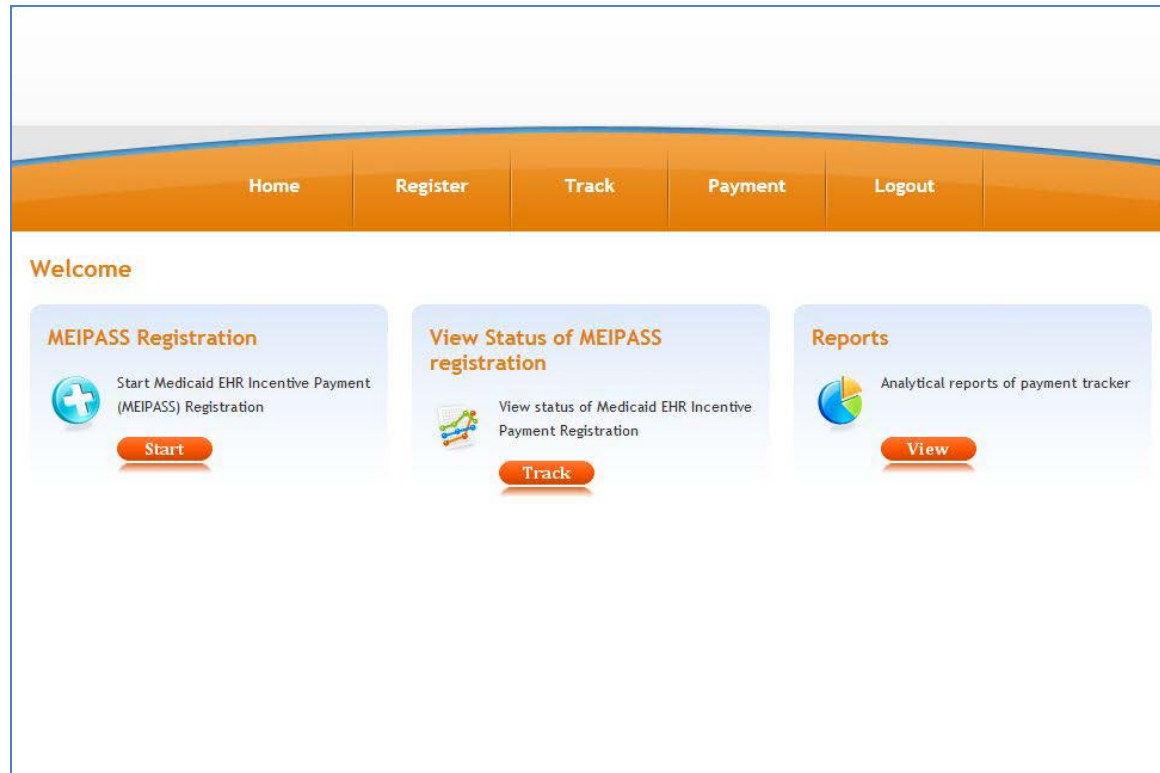 Home Register Track Payment Logout
Welcome
MEIPASS Registration
Start Medicaid EHR Incentive Payment
(MEIPASS) Registration
Start
View Status of MEIPASS
registration
View status of Medicaid EHR Incentive
Payment Registration
Track
Reports
Analytical reports of payment tracker
View